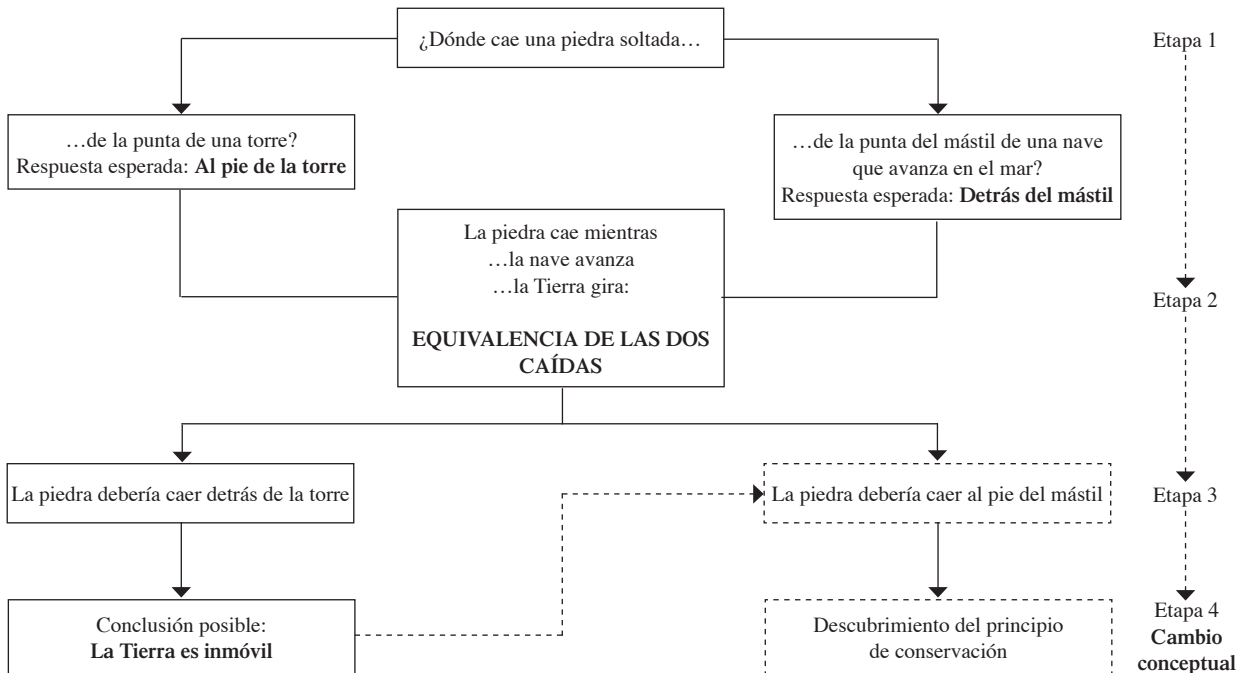 ¿Dónde cae una piedra soltada…
Etapa 1
…de la punta de una torre?
Respuesta esperada: Al pie de la torre
…de la punta del mástil de una nave
que avanza en el mar?
Respuesta esperada: Detrás del mástil
La piedra cae mientras
…la nave avanza
…la Tierra gira:
EQUIVALENCIA DE LAS DOS
CAÍDAS
Etapa 2
La piedra debería caer detrás de la torre
La piedra debería caer al pie del mástil
Etapa 3
Conclusión posible:
La Tierra es inmóvil
Descubrimiento del principio
de conservación
Etapa 4
Cambio
conceptual